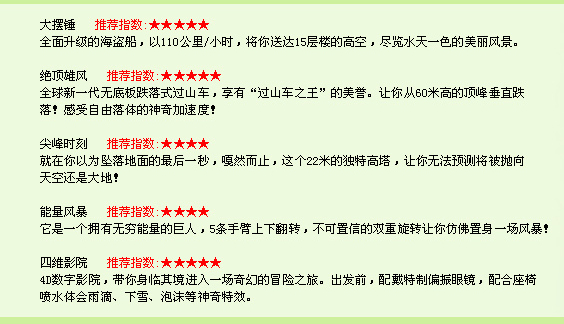 大摆锤 推荐指数:★★★★★
全面升级的海盗船，以110公里/小时，将你送达15层楼的高空，尽览水天一色的美丽风景。
绝顶雄风 推荐指数:★★★★★
全球新一代无底板跌落式过山车，享有“过山车之王”的美誉。让你从60米高的顶峰垂直跌
落！感受自由落体的神奇加速度！
尖峰时刻 推荐指数:★★★★
就在你以为坠落地面的最后一秒，嘎然而止，这个22米的独特高塔，让你无法预测将被抛向
天空还是大地！
能量风暴 推荐指数:★★★★
它是一个拥有无穷能量的巨人，5条手臂上下翻转，不可置信的双重旋转让你仿佛置身一场风暴！
四维影院 推荐指数:★★★★★
4D数字影院，带你身临其境进入一场奇幻的冒险之旅。出发前，配戴特制偏振眼镜，配合座椅
喷水体会雨滴、下雪、泡沫等神奇特效。